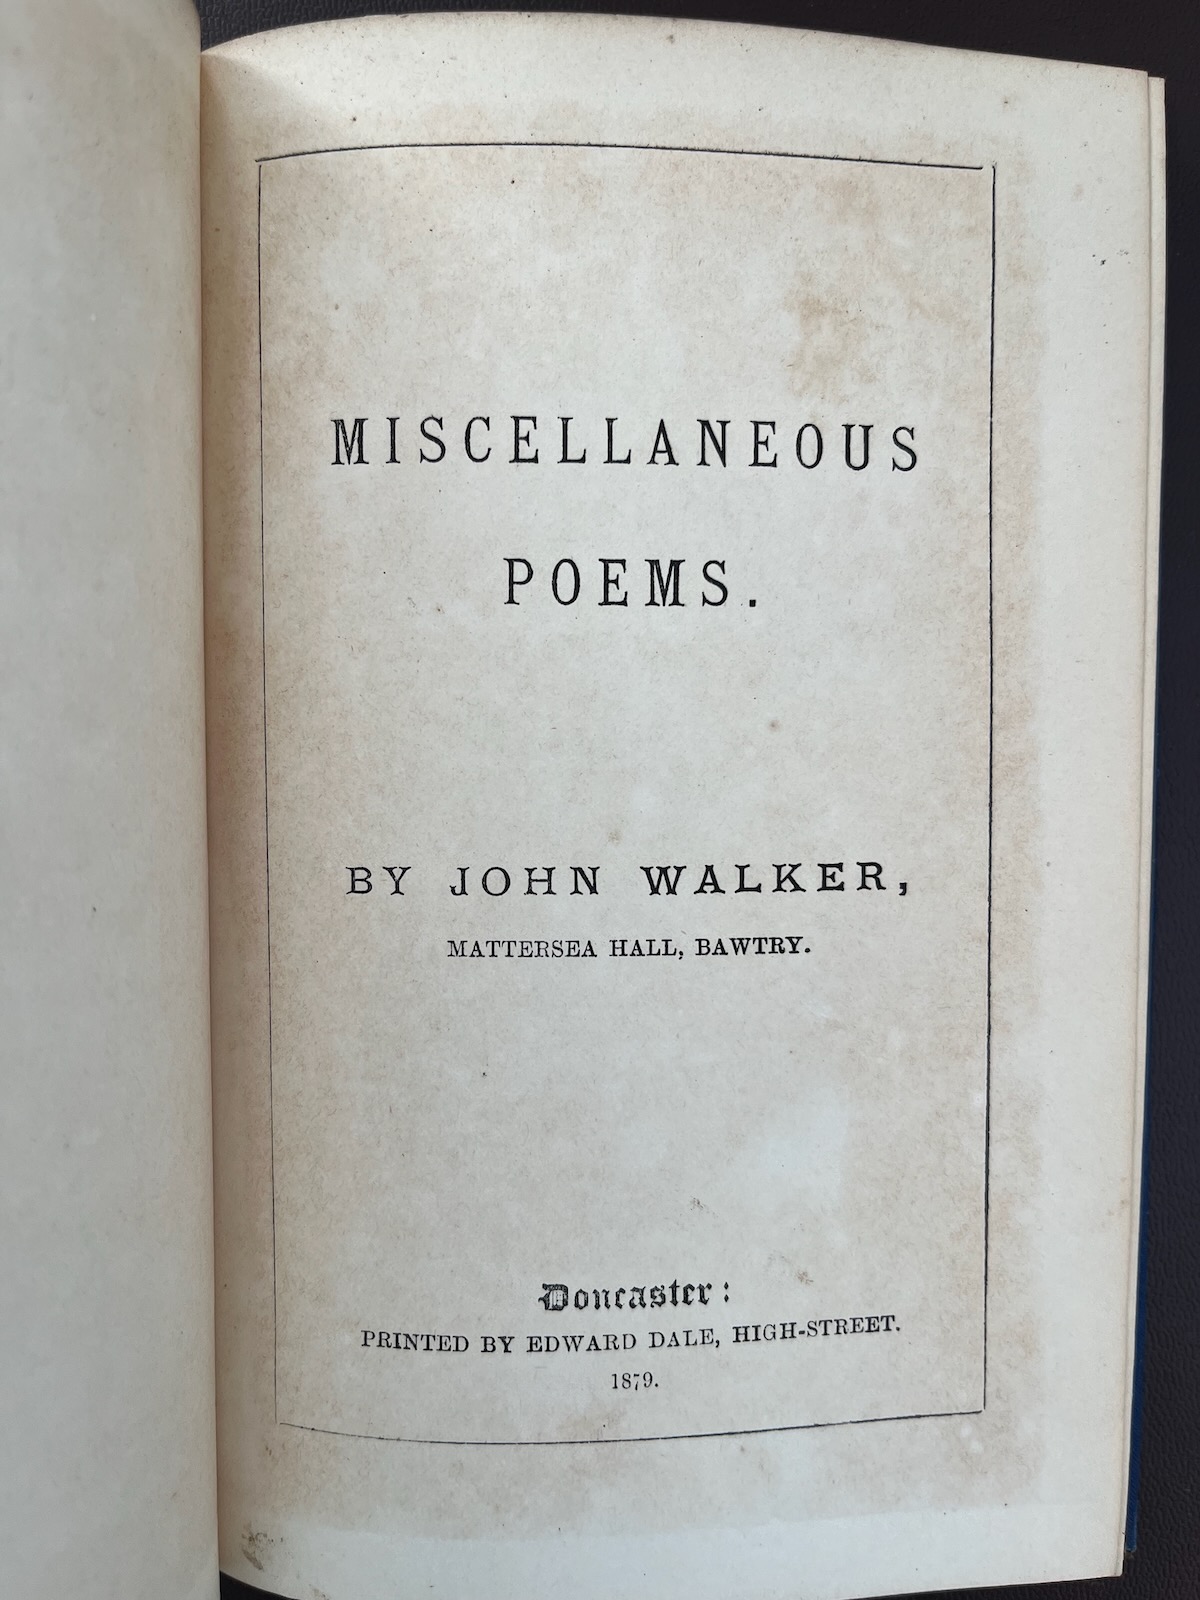 MISCELLANEOUS
POEMS.
BY JOHN WALKER,
MATTERSEA HALL, BAWTRY.
Doncaster:
PRINTED BY EDWARD DALE, HIGH-STREET.
1879.